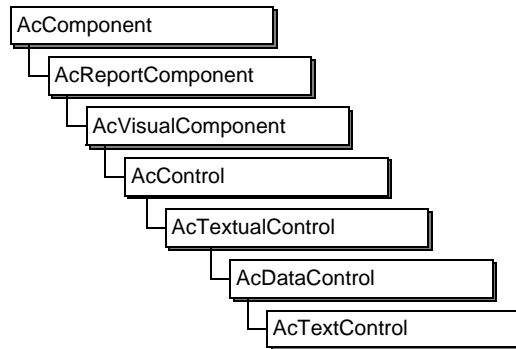 AcComponent
AcReportComponent
AcVisualComponent
AcControl
AcTextualControl
AcDataControl
AcTextControl